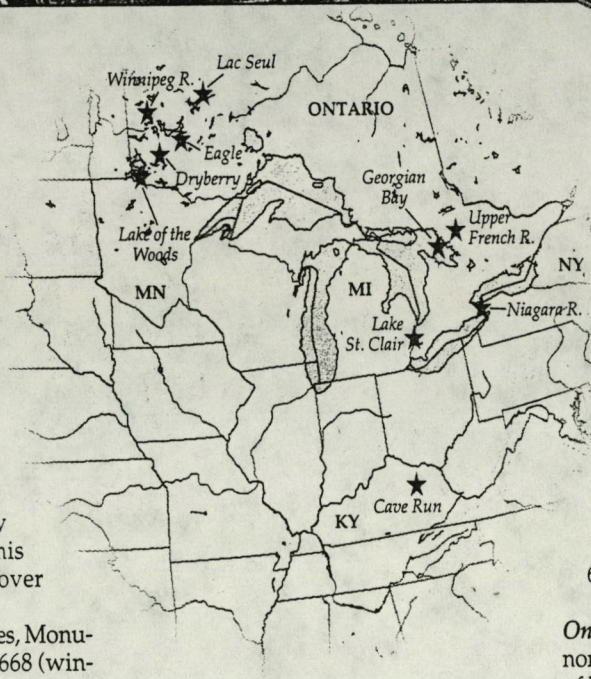 Lac Seul
Winnipeg R.
ONTARIO
Eagle
Georgian
Bay
Dryberry
Upper
French R.
Lake of the
Woods
NY
MN
MI
Niagara R.
Lake
St. Clair
Cave Run
KY
his
over
es, Monu-
668 (win-
6
On
nor